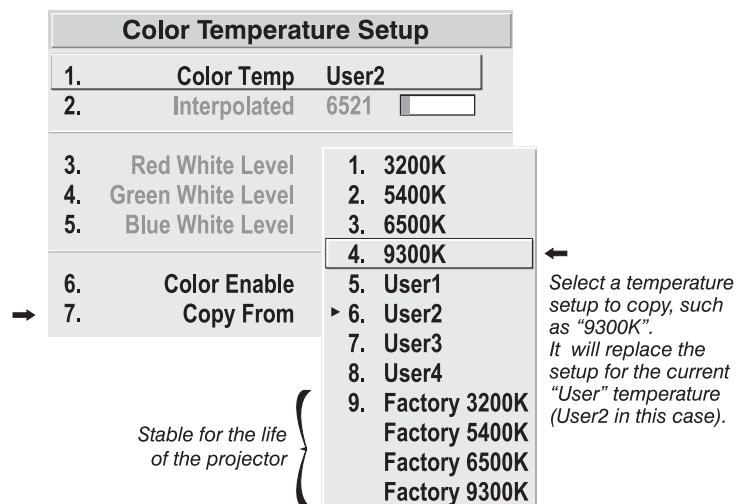 Color Temperature Setup
1. Color Temp User2
2. Interpolated 6521
3. Red White Level
4. Green White Level
5. Blue White Level
6. Color Enable
7. Copy From
1. 3200K
2. 5400K
3. 6500K
4. 9300K
5. User1
6. User2
7. User3
8. User4
9. Factory 3200K
Factory 5400K
Factory 6500K
Factory 9300K
Select a temperature
setup to copy, such
as “9300K”.
It will replace the
setup for the current
“User” temperature
(User2 in this case).
Stable for the life
of the projector